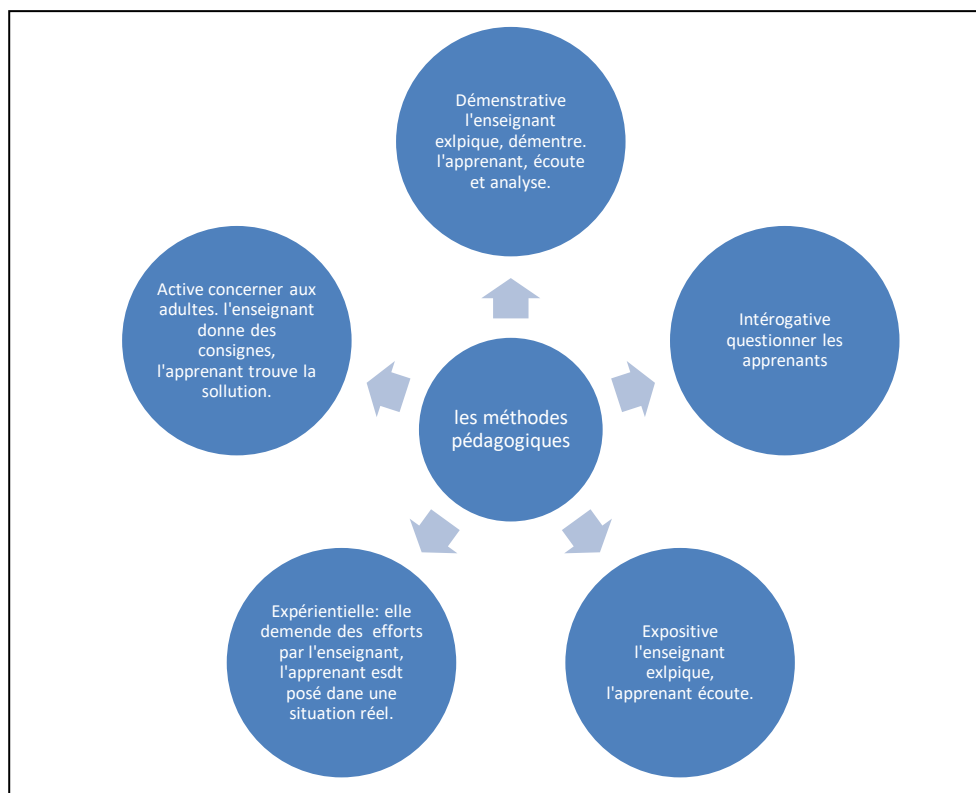 Démenstrative
l'enseignant
exlpique, démentre.
l'apprenant, écoute
et analyse.
Active concerner aux
adultes. l'enseignant
donne des
consignes,
l'apprenant trouve la
sollution.
Intérogative
questionner les
apprenants
les méthodes
pédagogiques
Expérientielle: elle
demende des efforts
par l'enseignant,
l'apprenant esdt
posé dane une
situation réel.
Expositive
l'enseignant
exlpique,
l'apprenant écoute.